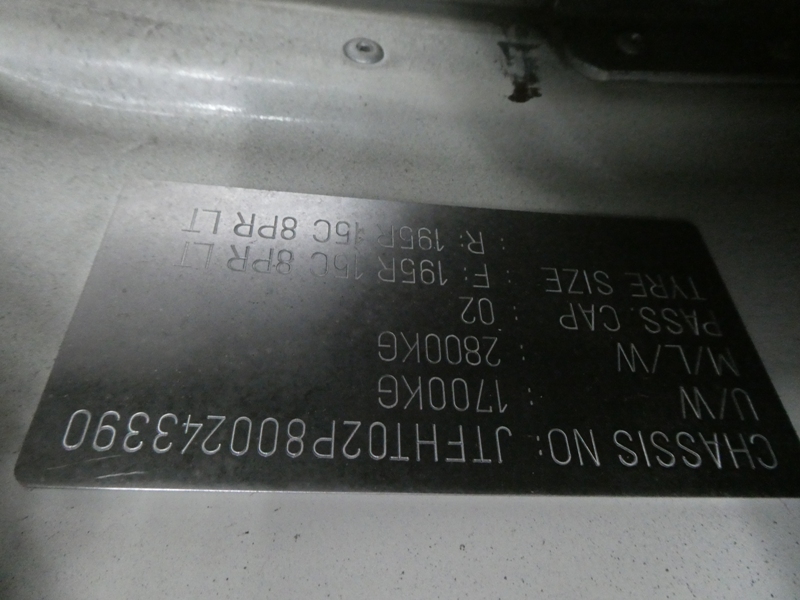 CHASSIS NO: JTFHT02P800243390
U/W : 1700KG
M/L/W : 2800KG
PASS. CAP : 02
TYRE SIZE : F: 195R 15C 8PR LT
: R: 195R 15C 8PR LT